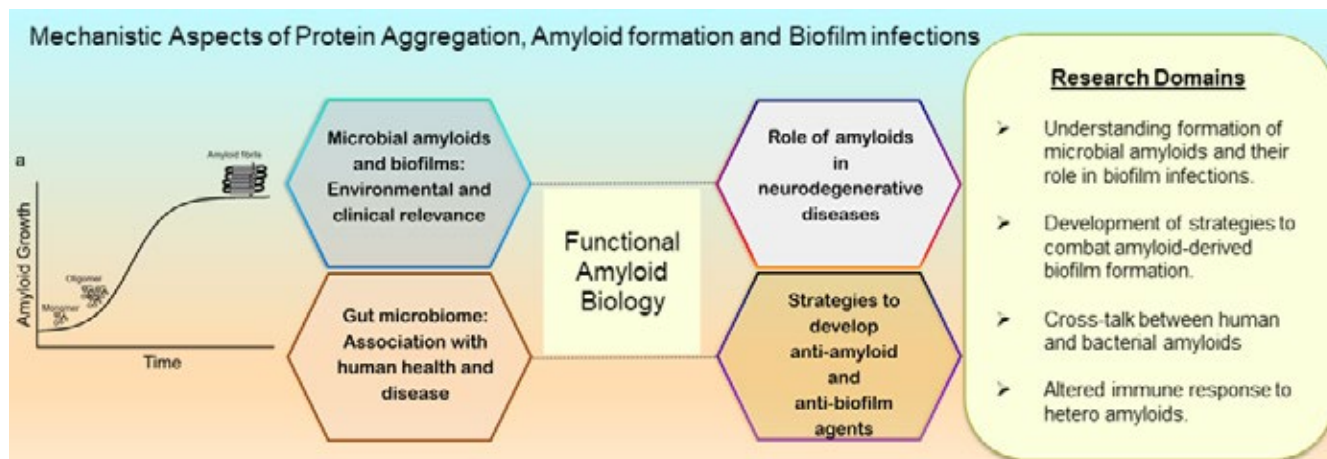 Mechanistic Aspects of Protein Aggregation, Amyloid formation and Biofilm infections
a
Amyloid Growth
Monomer
Oligomer
Amyloid fibrils
Time
Microbial amyloids
and biofilms:
Environmental and
clinical relevance
Gut microbiome:
Association with
human health and
disease
Functional
Amyloid
Biology
Role of amyloids
in
neurodegenerative
diseases
Strategies to
develop
anti-amyloid
and
anti-biofilm
agents
Research Domains
➢ Understanding formation of
microbial amyloids and their
role in biofilm infections.
➢ Development of strategies to
combat amyloid-derived
biofilm formation.
➢ Cross-talk between human
and bacterial amyloids
➢ Altered immune response to
hetero amyloids.